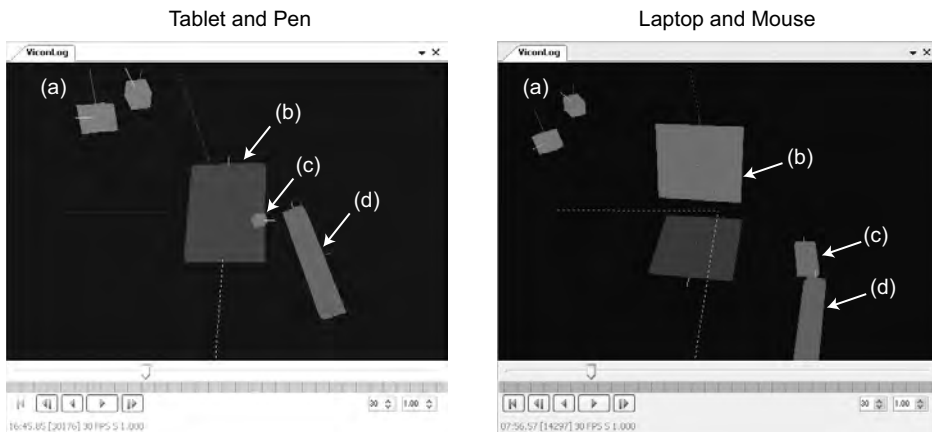 Tablet and Pen
Laptop and Mouse
ViconLog
(a)
(b)
(c)
(d)
30
1.00
16:45.85 [30176] 30 FPS S 1.000
ViconLog
(a)
(b)
(c)
(d)
30
1.00
07:56.57 [14297] 30 FPS S 1.000